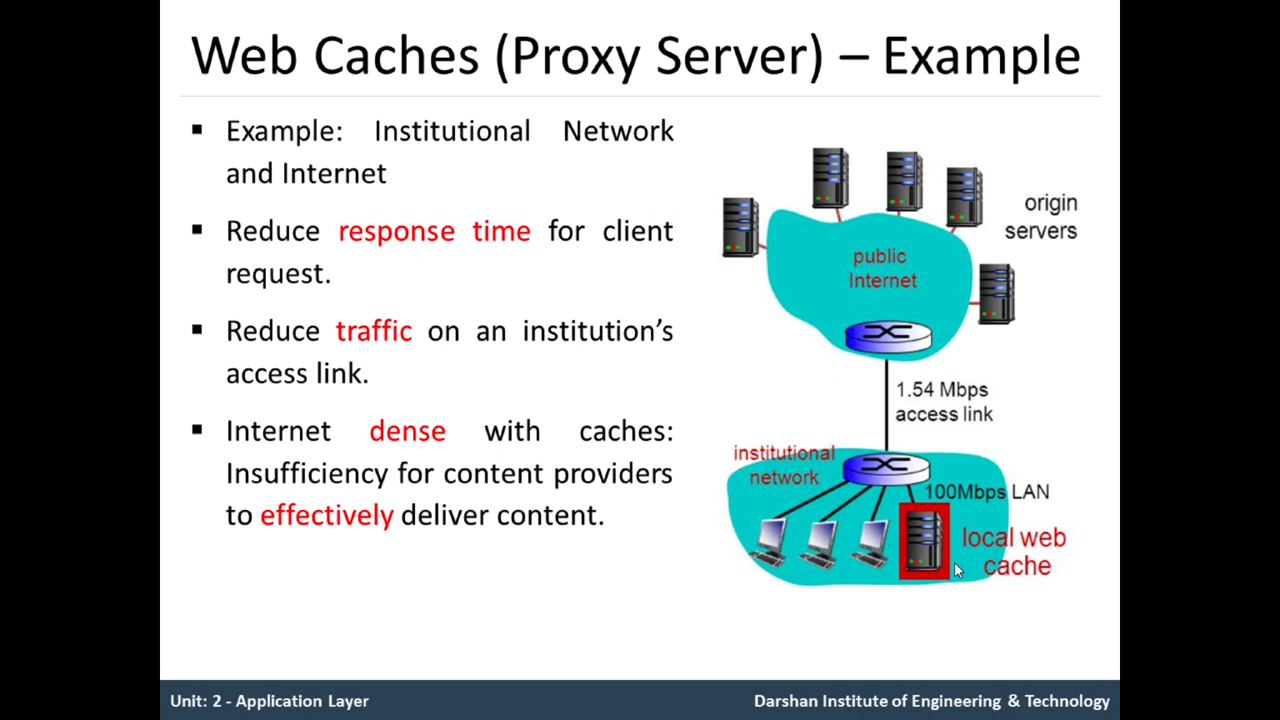 Web Caches (Proxy Server) – Example
▪ Example: Institutional Network
and Internet
▪ Reduce response time for client
request.
▪ Reduce traffic on an institution’s
access link.
▪ Internet dense with caches:
Insufficiency for content providers
to effectively deliver content.
origin
servers
public
Internet
1.54 Mbps
access link
institutional
network
100Mbps LAN
local web
cache
Unit: 2 - Application Layer
Darshan Institute of Engineering & Technology